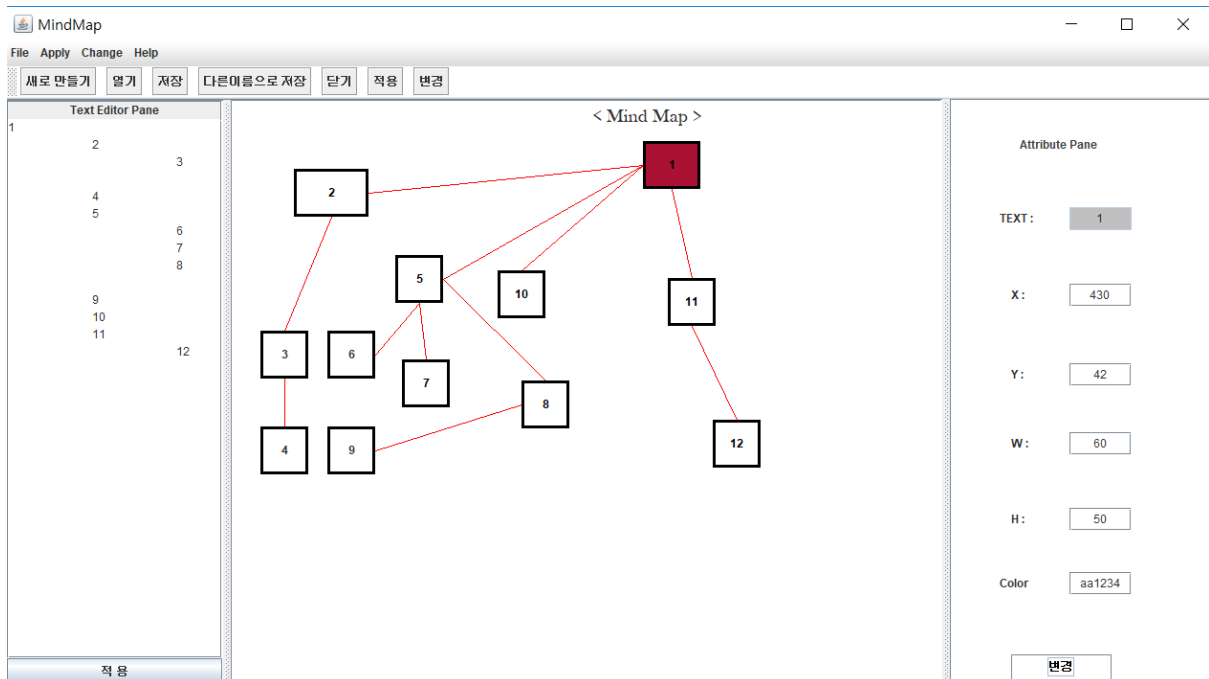 MindMap
File Apply Change Help
새로 만들기 열기 저장 다른이름으로 저장 닫기 적용 변경
Text Editor Pane
1
2
3
4
5
6
7
8
9
10
11
12
적 용
< Mind Map >
1
2
5
10
11
3
6
7
8
4
9
12
Attribute Pane
TEXT : 1
X : 430
Y : 42
W : 60
H : 50
Color aa1234
변경